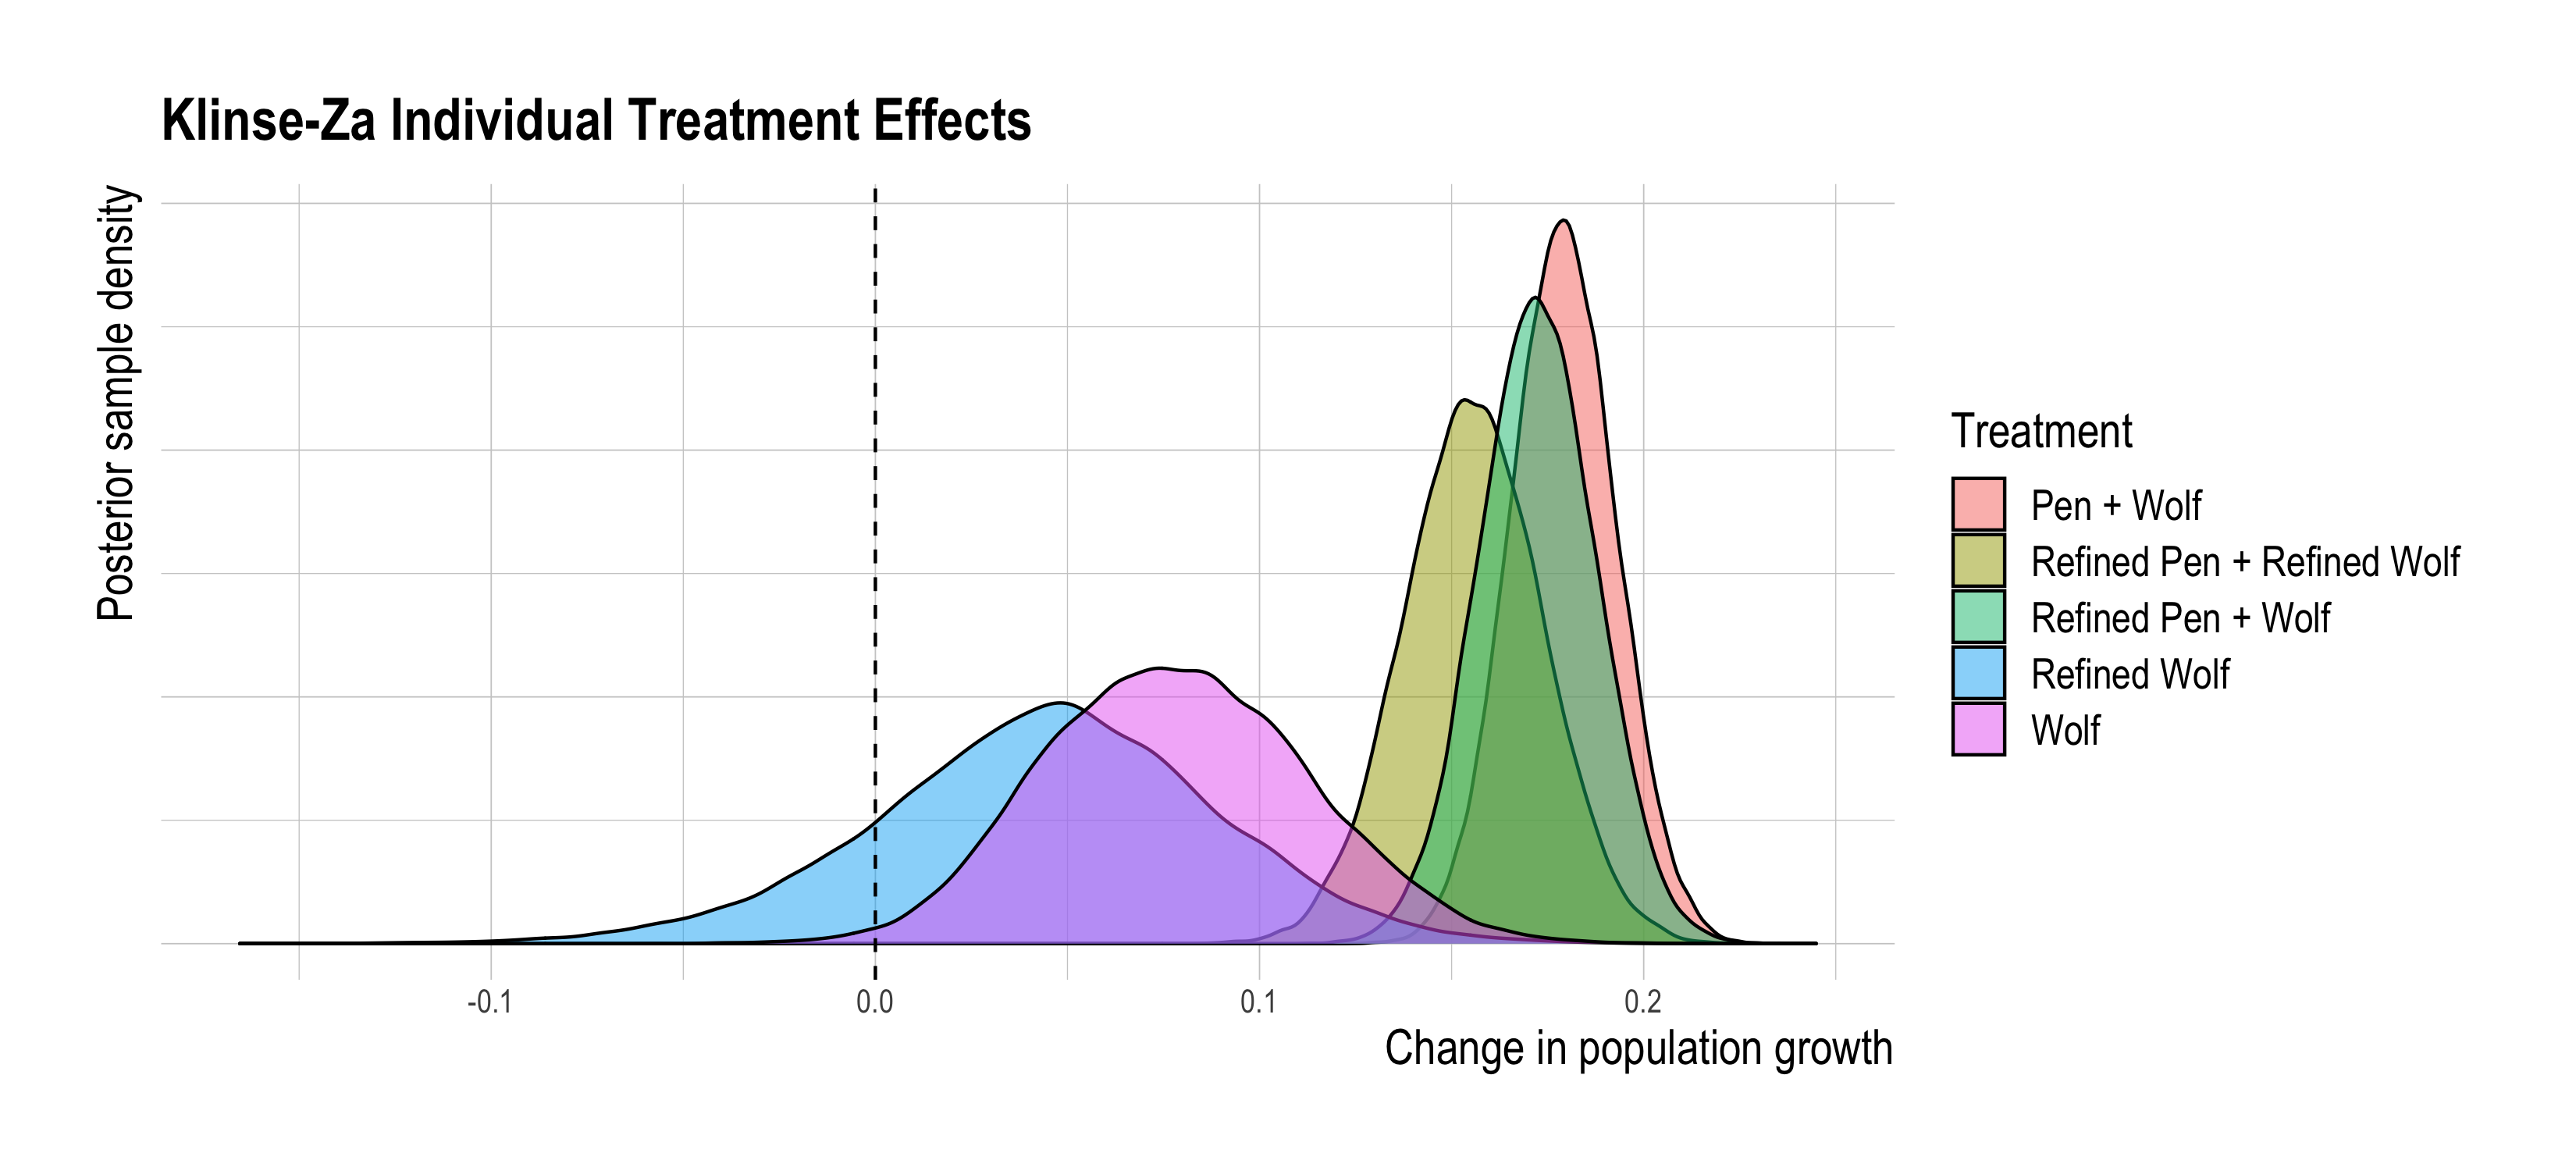 Klinse-Za Individual Treatment Effects
Posterior sample density
-0.1
0.0
0.1
0.2
Change in population growth
Treatment
Pen + Wolf
Refined Pen + Refined Wolf
Refined Pen + Wolf
Refined Wolf
Wolf